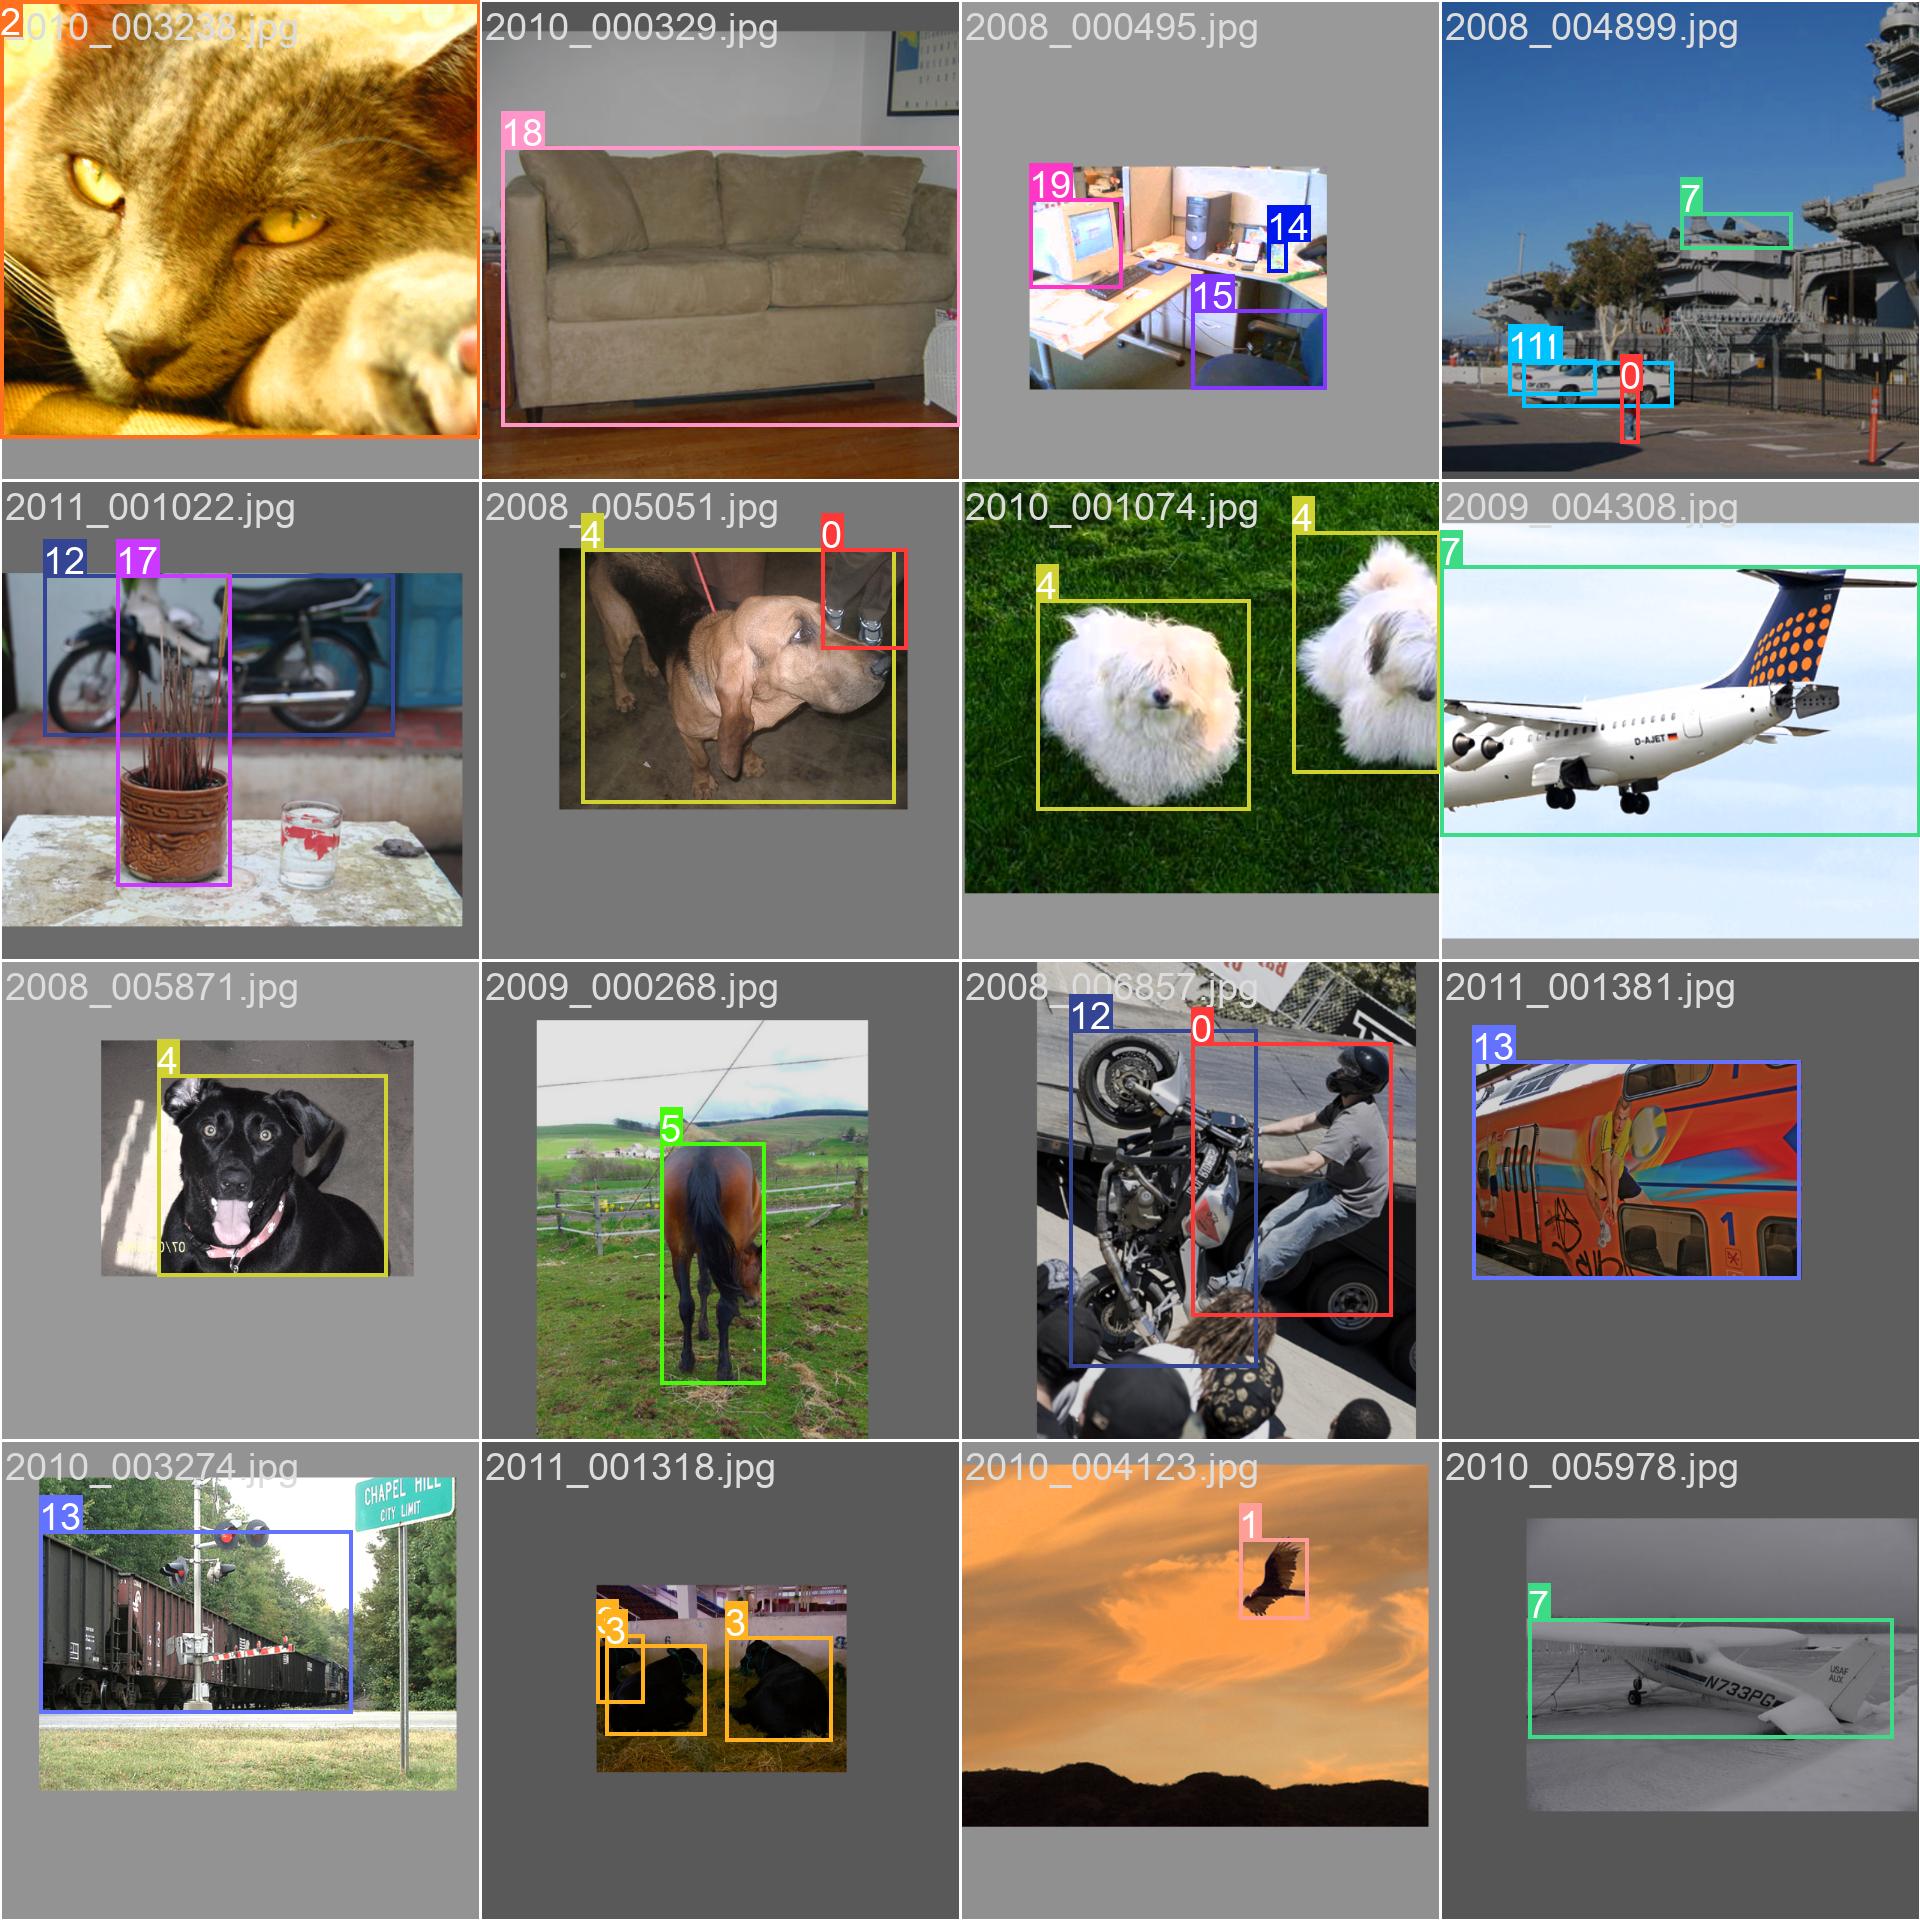 2010_003238.jpg
2
2010_000329.jpg
18
2008_000495.jpg
19
14
15
2008_004899.jpg
7
11
11
0
2011_001022.jpg
12
17
2008_005051.jpg
4
0
2010_001074.jpg
4
4
2009_004308.jpg
7
ET
D-AJET
2008_005871.jpg
4
2009_000268.jpg
5
2008_006857.jpg
12
0
2011_001381.jpg
13
1
1
2010_003274.jpg
13
CHAPEL HILL
CITY LIMIT
2011_001318.jpg
3
3
3
6
2010_004123.jpg
1
2010_005978.jpg
7
USAF
AUX
N733PG